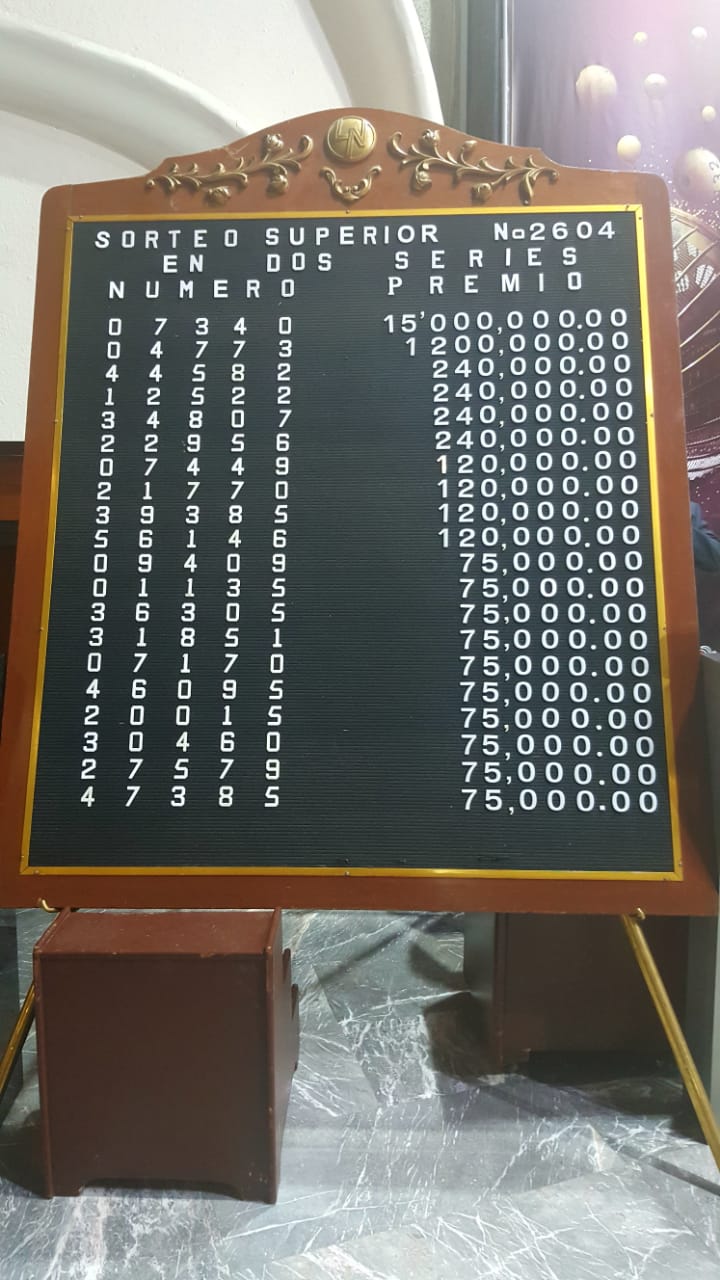 SORTEO SUPERIOR No2604
EN DOS SERIES
NUMERO PREMIO
0 7 3 4 0 15'000,000.00
0 4 7 7 3 1 200,000.00
4 4 5 8 2 240,000.00
1 2 5 2 2 240,000.00
3 4 8 0 7 240,000.00
2 2 9 5 6 240,000.00
0 7 4 4 9 120,000.00
2 1 7 7 0 120,000.00
3 9 3 8 5 120,000.00
5 6 1 4 6 120,000.00
0 9 4 0 9 75,000.00
0 1 1 3 5 75,000.00
3 6 3 0 5 75,000.00
3 1 8 5 1 75,000.00
0 7 1 7 0 75,000.00
4 6 0 9 5 75,000.00
2 0 0 1 5 75,000.00
3 0 4 6 0 75,000.00
2 7 5 7 9 75,000.00
4 7 3 8 5 75,000.00